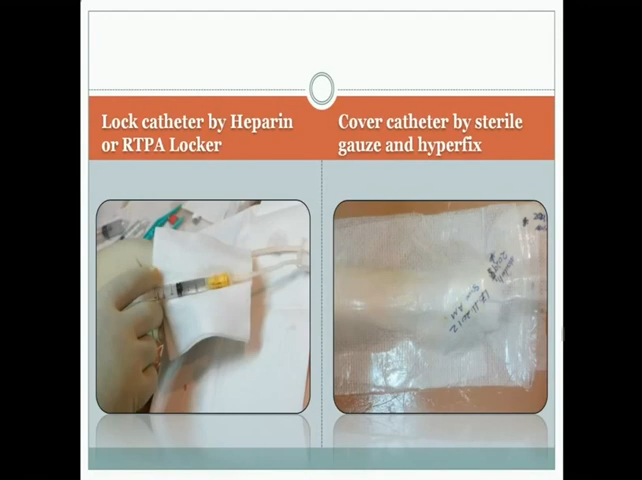 Lock catheter by Heparin
or RTPA Locker
Cover catheter by sterile
gauze and hyperfix